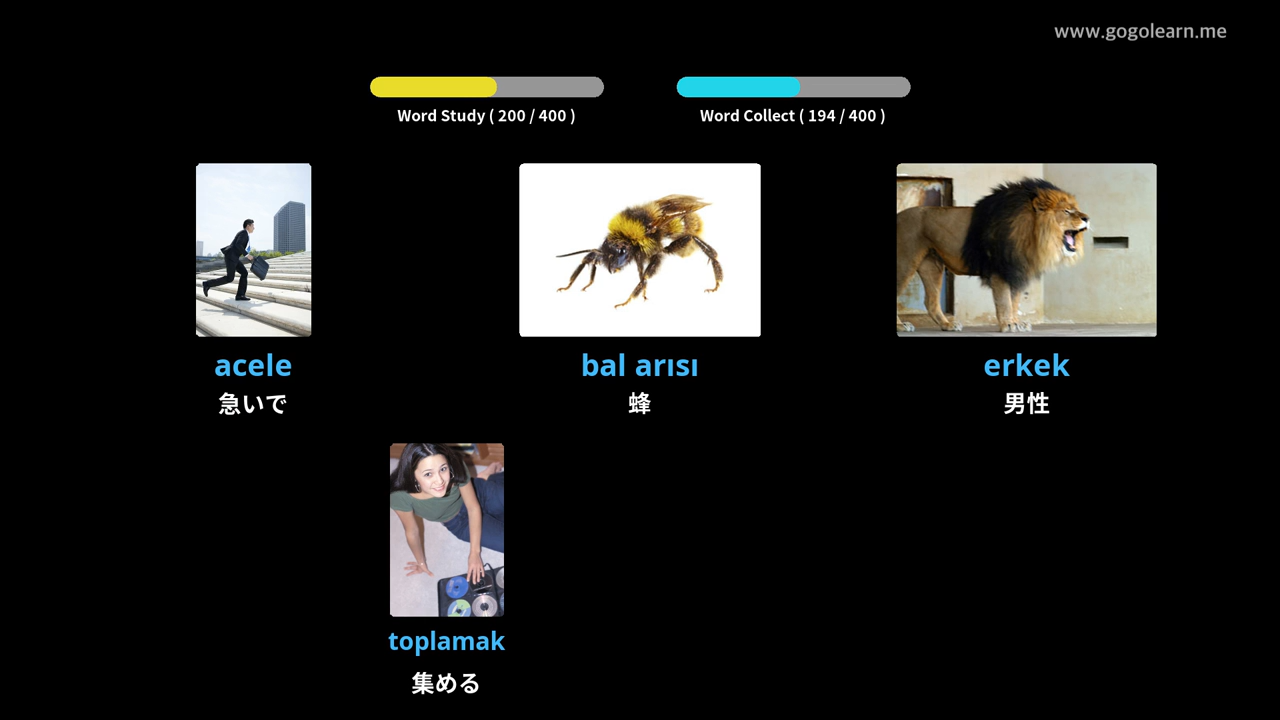 www.gogolearn.me
Word Study ( 200 / 400 )
Word Collect ( 194 / 400 )
acele
bal arısı
erkek
急いで
蜂
男性
toplamak
集める